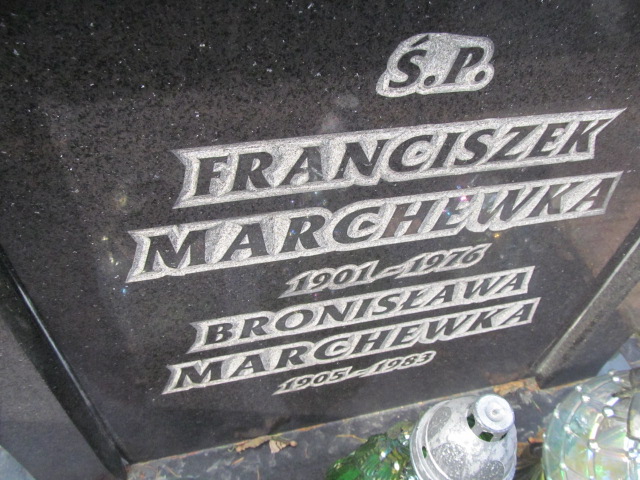 Ś.P.
FRANCISZEK
MARCHEWKA
1901-1976
BRONISŁAWA
MARCHEWKA
1905-1983